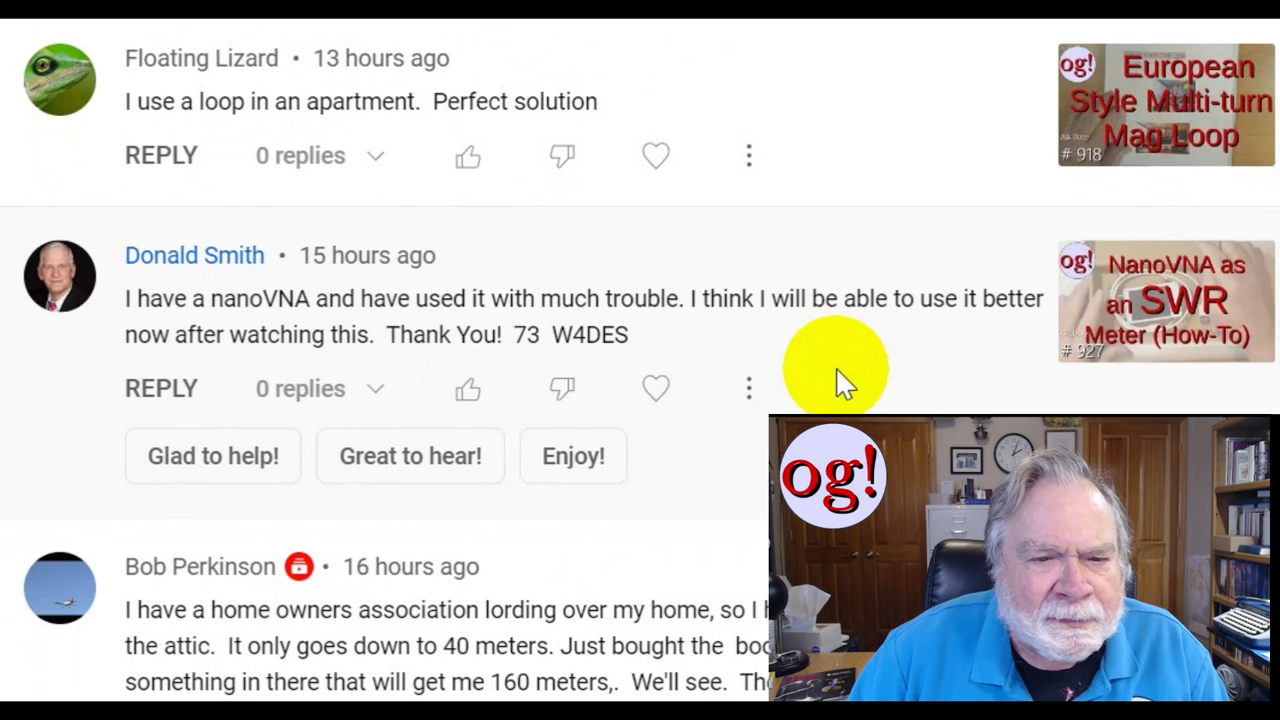 Floating Lizard • 13 hours ago
I use a loop in an apartment. Perfect solution
REPLY 0 replies
og! European
Style Multi-turn
Mag Loop
# 918
Donald Smith • 15 hours ago
I have a nanoVNA and have used it with much trouble. I think I will be able to use it better
now after watching this. Thank You! 73 W4DES
REPLY 0 replies
Glad to help! Great to hear! Enjoy!
og! NanoVNA as
an SWR
Meter (How-To)
# 927
Bob Perkinson • 16 hours ago
I have a home owners association lording over my home, so I
the attic. It only goes down to 40 meters. Just bought the
something in there that will get me 160 meters,. We'll see.
og!